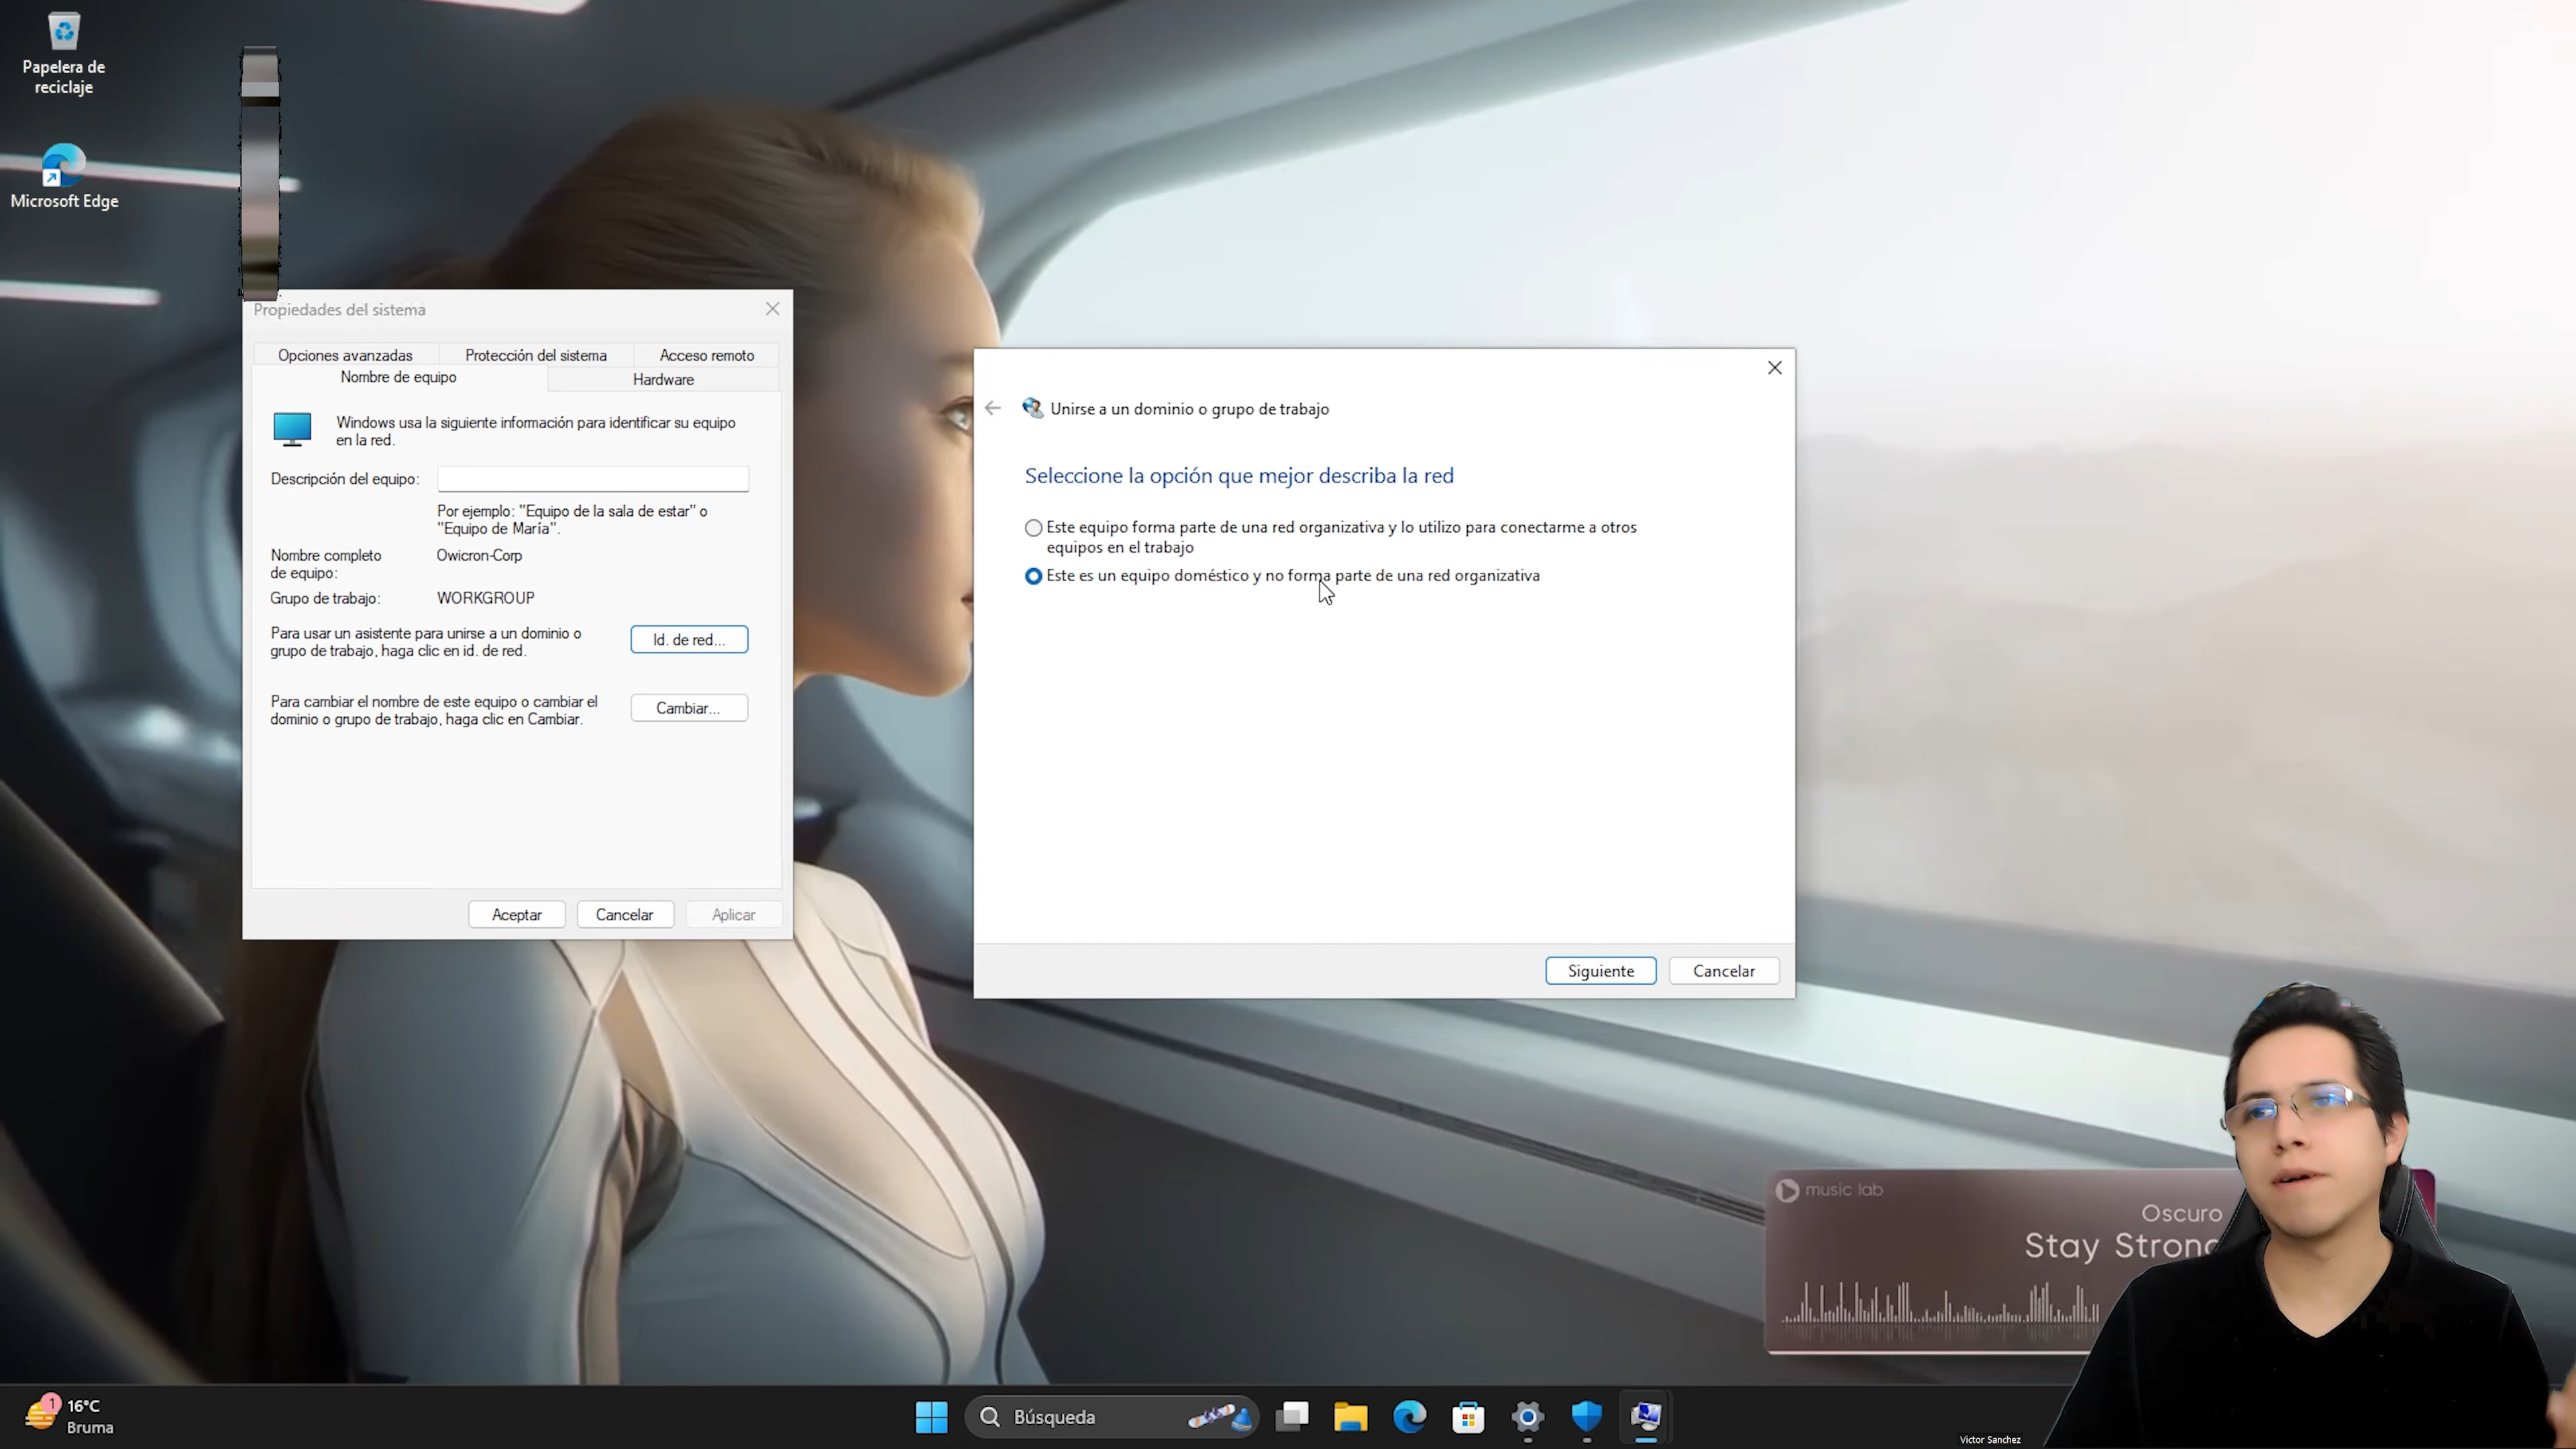 Papelera de
reciclaje
Microsoft Edge
Propiedades del sistema
Opciones avanzadas
Protección del sistema
Acceso remoto
Nombre de equipo
Hardware
Windows usa la siguiente información para identificar su equipo
en la red.
Descripción del equipo:
Por ejemplo: "Equipo de la sala de estar" o
"Equipo de María".
Nombre completo
de equipo:
Owicron-Corp
Grupo de trabajo:
WORKGROUP
Para usar un asistente para unirse a un dominio o
grupo de trabajo, haga clic en id. de red.
Id. de red...
Para cambiar el nombre de este equipo o cambiar el
dominio o grupo de trabajo, haga clic en Cambiar.
Cambiar...
Aceptar
Cancelar
Aplicar
Unirse a un dominio o grupo de trabajo
Seleccione la opción que mejor describa la red
Este equipo forma parte de una red organizativa y lo utilizo para conectarme a otros
equipos en el trabajo
Este es un equipo doméstico y no forma parte de una red organizativa
Siguiente
Cancelar
music lab
Oscuro
Stay Strong
1
16°C
Bruma
Búsqueda
Victor Sanchez